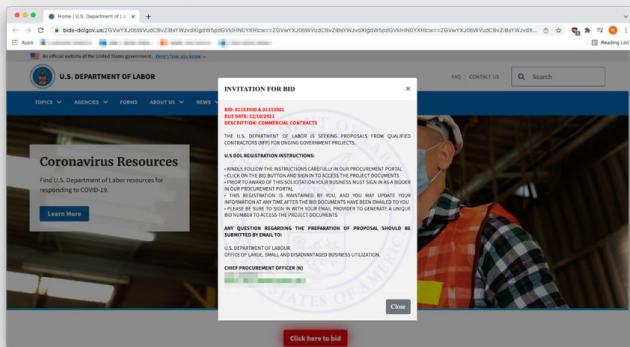 Home | U.S. Department of La
bids-dolgov.us/
Apps
Reading List
An official website of the United States government. Here's how you know
U.S. DEPARTMENT OF LABOR
FAQ CONTACT US Search
TOPICS AGENCIES FORMS ABOUT US NEWS
Coronavirus Resources
Find U.S. Department of Labor resources for
responding to COVID-19.
Learn More
INVITATION FOR BID ×
DUE DATE: 12/10/2021
DESCRIPTION: COMMERCIAL CONTRACTS
THE U.S. DEPARTMENT OF LABOR IS SEEKING PROPOSALS FROM QUALIFIED
CONTRACTORS (RFP) FOR ONGOING GOVERNMENT PROJECTS.
U.S DOL REGISTRATION INSTRUCTIONS:
• KINDLY FOLLOW THE INSTRUCTIONS CAREFULLY IN OUR PROCUREMENT PORTAL
• CLICK ON THE BID BUTTON AND SIGN IN TO ACCESS THE PROJECT DOCUMENTS
• PRIOR TO AWARD OF THIS SOLICITATION YOUR BUSINESS MUST SIGN IN AS A BIDDER
IN OUR PROCUREMENT PORTAL
• THIS REGISTRATION IS MAINTAINED BY YOU, AND YOU MAY UPDATE YOUR
INFORMATION AT ANY TIME AFTER THE BID DOCUMENTS HAVE BEEN EMAILED TO YOU
• PLEASE BE SURE TO SIGN IN WITH YOUR EMAIL PROVIDER TO GENERATE A UNIQUE
BID NUMBER TO ACCESS THE PROJECT DOCUMENTS
ANY QUESTION REGARDING THE PREPARATION OF PROPOSAL SHOULD BE
SUBMITTED BY EMAIL TO:
U.S. DEPARTMENT OF LABOUR
OFFICE OF LARGE, SMALL AND DISADVANTAGED BUSINESS UTILIZATION.
CHIEF PROCUREMENT OFFICER (N)
Close
Click here to bid